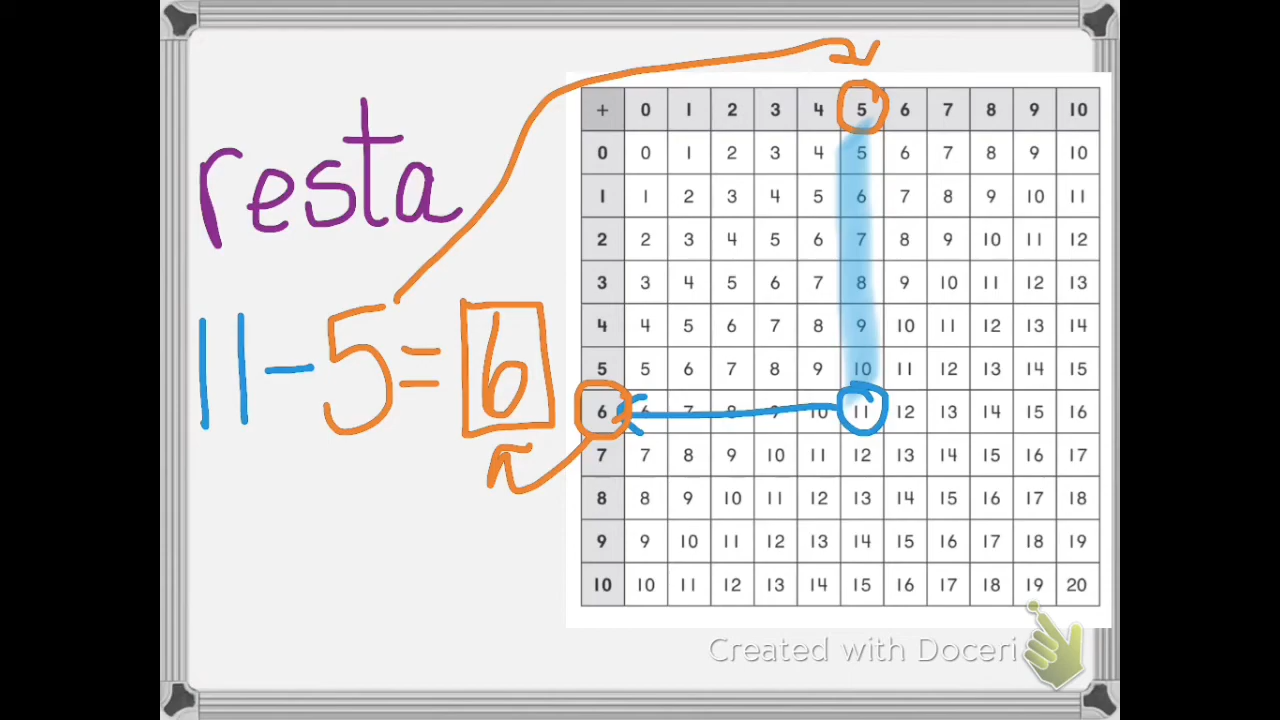 resta
11-5=6
+ 0 1 2 3 4 5 6 7 8 9 10
0 0 1 2 3 4 5 6 7 8 9 10
1 1 2 3 4 5 6 7 8 9 10 11
2 2 3 4 5 6 7 8 9 10 11 12
3 3 4 5 6 7 8 9 10 11 12 13
4 4 5 6 7 8 9 10 11 12 13 14
5 5 6 7 8 9 10 11 12 13 14 15
6 6 7 8 9 10 11 12 13 14 15 16
7 7 8 9 10 11 12 13 14 15 16 17
8 8 9 10 11 12 13 14 15 16 17 18
9 9 10 11 12 13 14 15 16 17 18 19
10 10 11 12 13 14 15 16 17 18 19 20
Created with Doceri